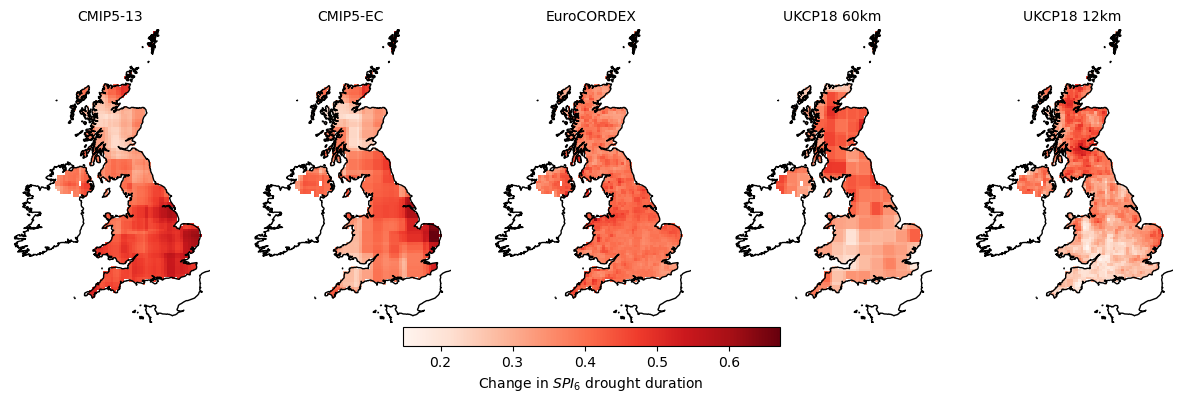 CMIP5-13 CMIP5-EC EuroCORDEX UKCP18 60km UKCP18 12km
0.2 0.3 0.4 0.5 0.6
Change in SPI6 drought duration